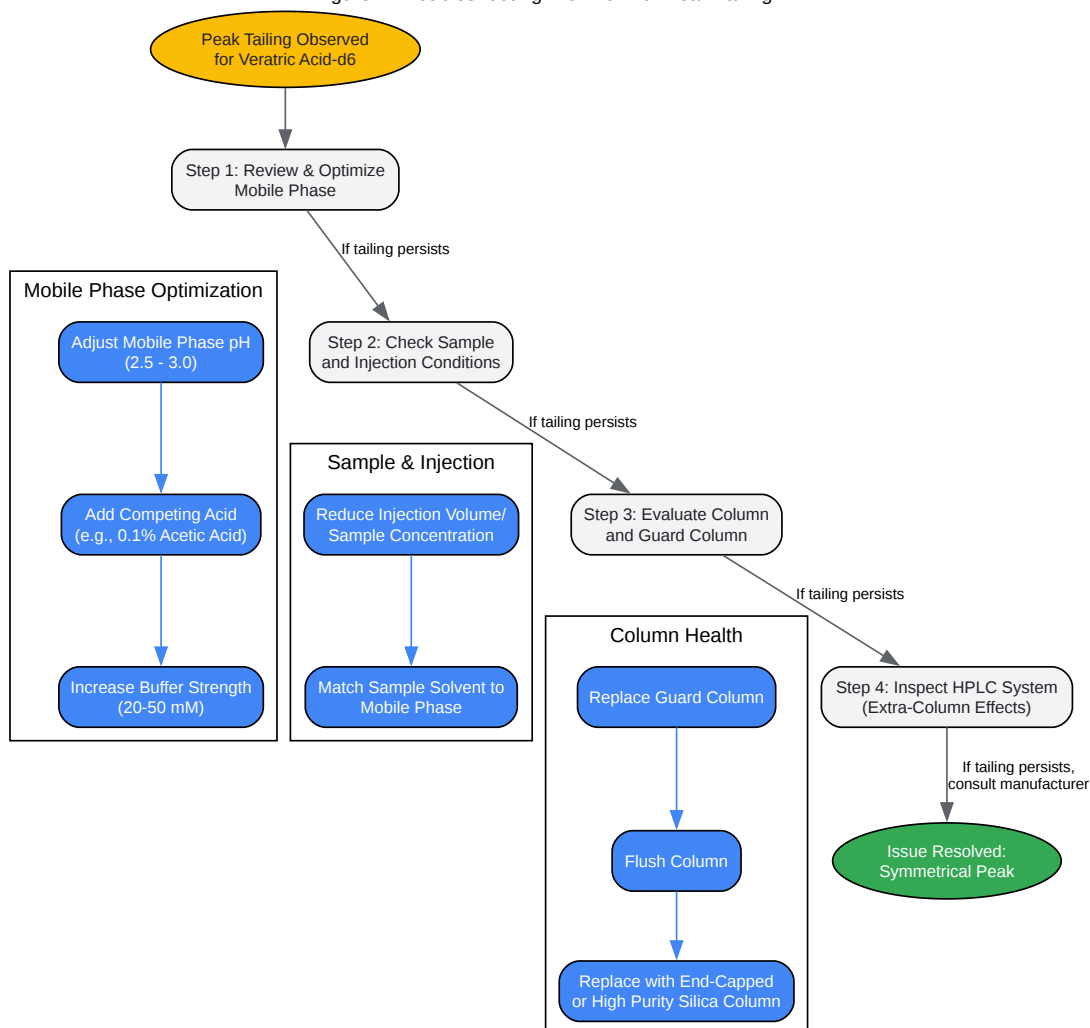 Peak Tailing Observed
for Veratric Acid-d6
Step 1: Review & Optimize
Mobile Phase
If tailing persists
Mobile Phase Optimization
Adjust Mobile Phase pH
(2.5 - 3.0)
Add Competing Acid
(e.g., 0.1% Acetic Acid)
Increase Buffer Strength
(20-50 mM)
Step 2: Check Sample
and Injection Conditions
If tailing persists
Sample & Injection
Reduce Injection Volume/
Sample Concentration
Match Sample Solvent to
Mobile Phase
Step 3: Evaluate Column
and Guard Column
If tailing persists
Column Health
Replace Guard Column
Flush Column
Replace with End-Capped
or High Purity Silica Column
Step 4: Inspect HPLC System
(Extra-Column Effects)
If tailing persists,
consult manufacturer
Issue Resolved:
Symmetrical Peak